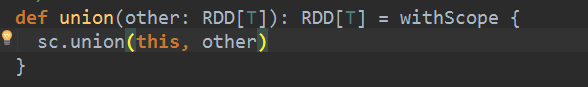 def union(other: RDD[T]): RDD[T] = withScope {
  sc.union(this, other)
}